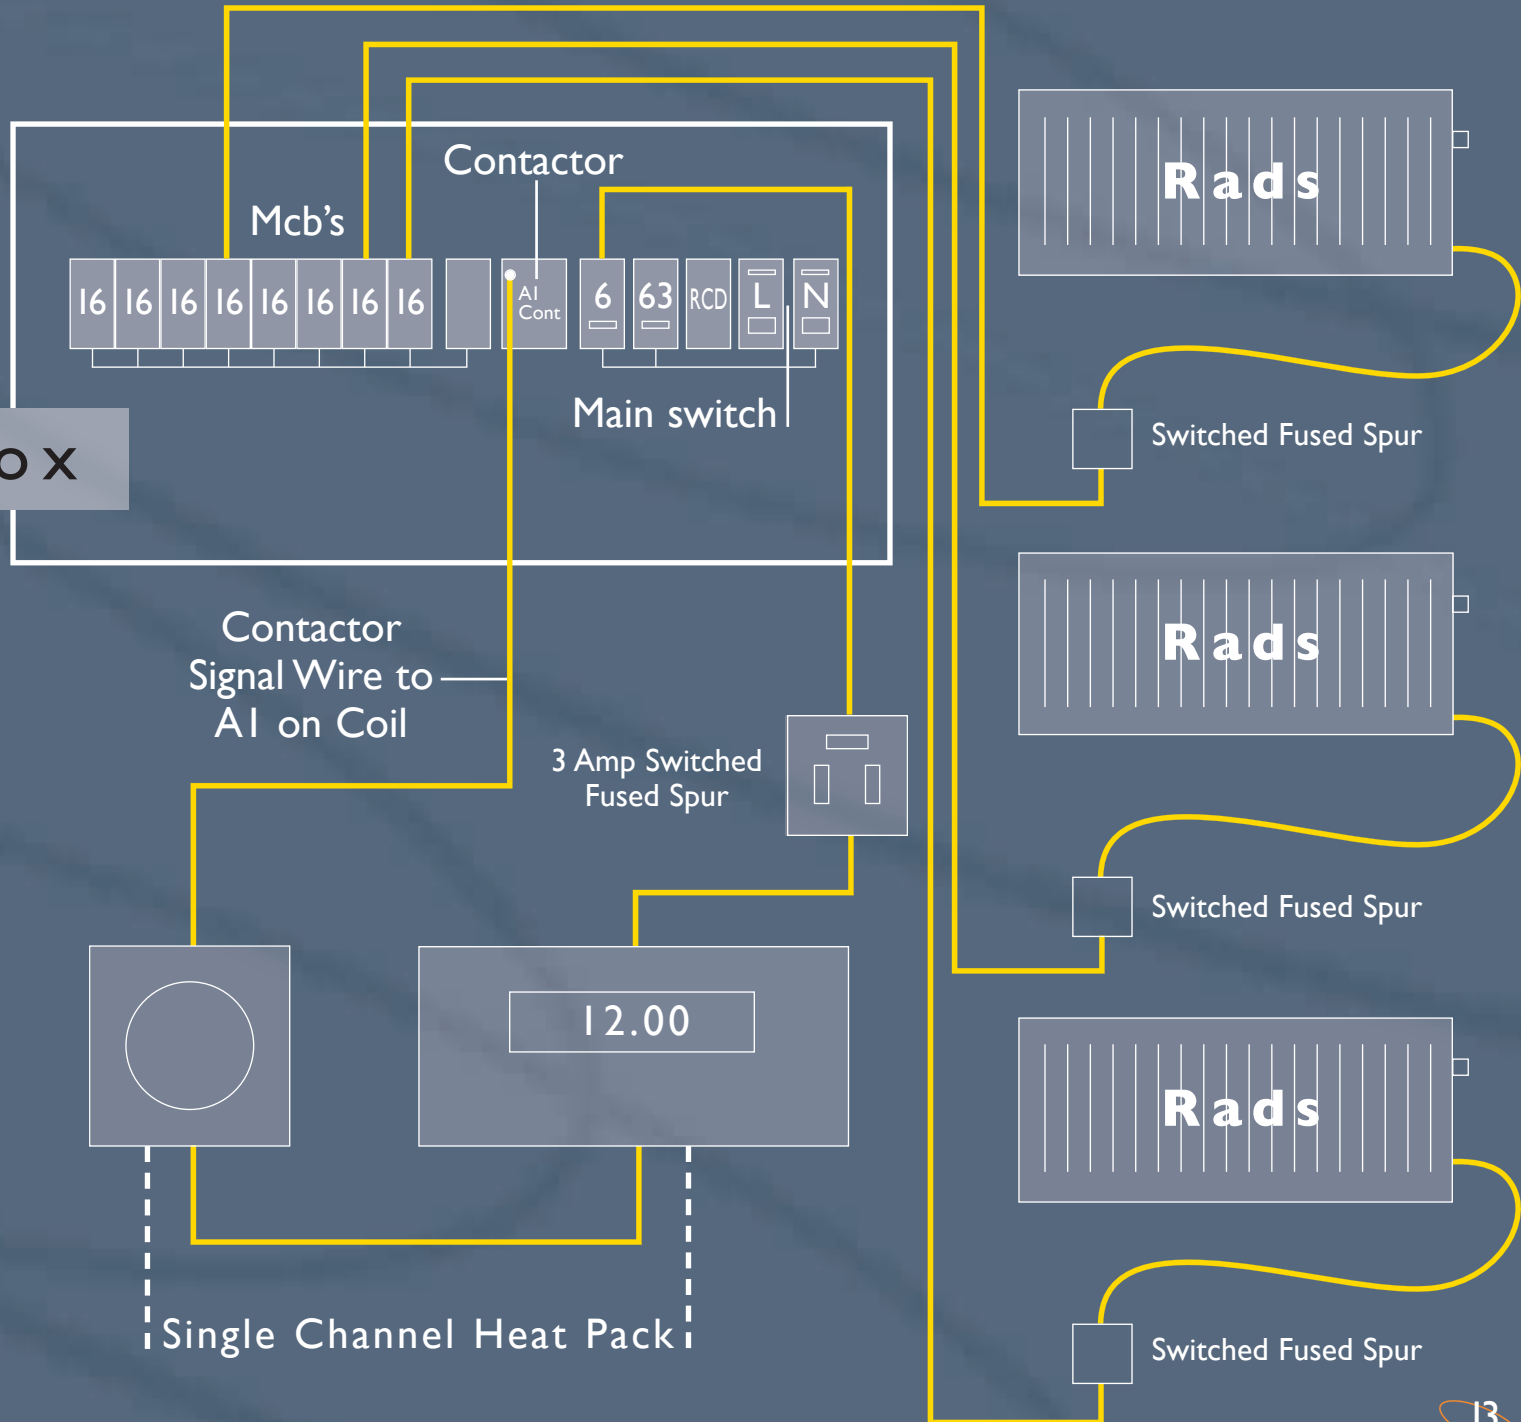 Contactor
Mcb's
16 16 16 16 16 16 16 16
A1
Cont
6 63 RCD L N
Main switch
ox
Contactor
Signal Wire to
A1 on Coil
3 Amp Switched
Fused Spur
12.00
Single Channel Heat Pack
Rads
Switched Fused Spur
Rads
Switched Fused Spur
Rads
Switched Fused Spur
13